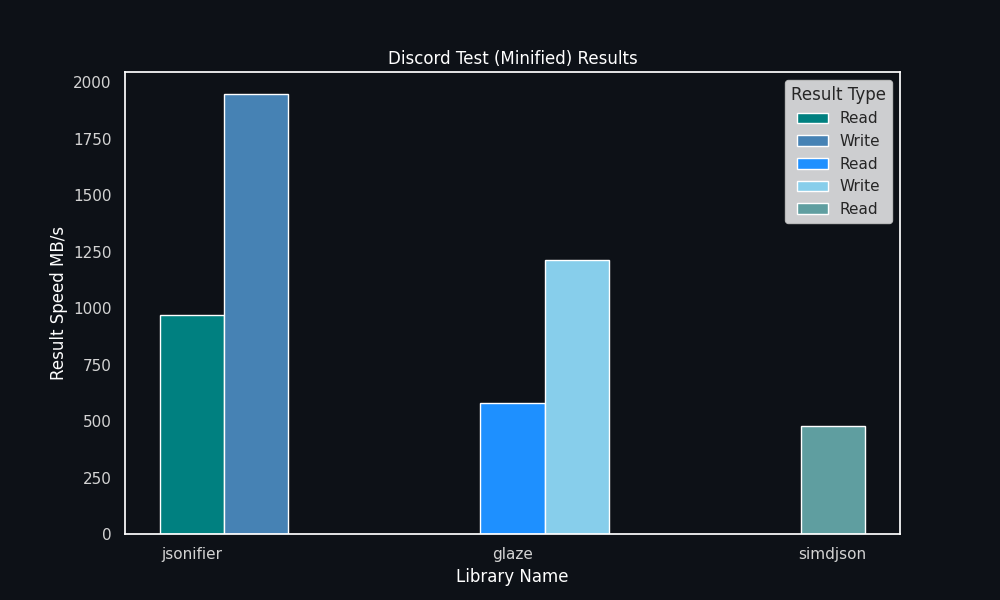 Discord Test (Minified) Results
Result Type
Read
Write
Read
Write
Read
Result Speed MB/s
2000
1750
1500
1250
1000
750
500
250
0
jsonifier glaze simdjson
Library Name